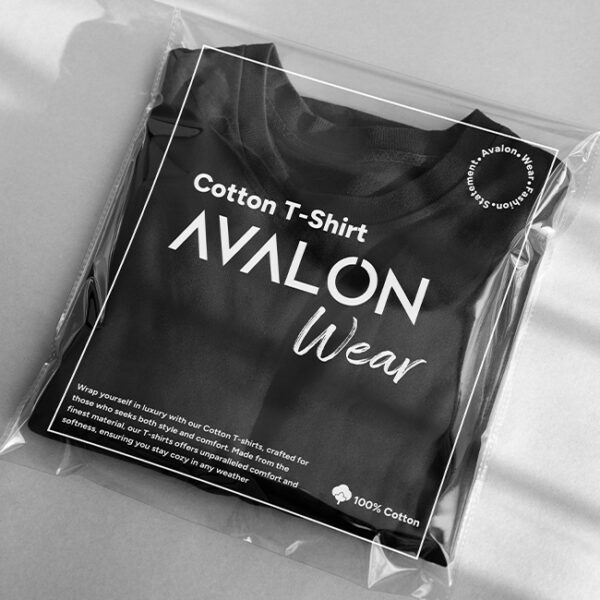 Avalon • Wear • Fashion • Statement •
Cotton T-Shirt
AVALON
Wear
Wrap yourself in luxury with our Cotton T-shirts, crafted for
those who seeks both style and comfort. Made from the
finest material. our T-shirts offers unparalleled comfort and
softness, ensuring you stay cozy in any weather
100% Cotton